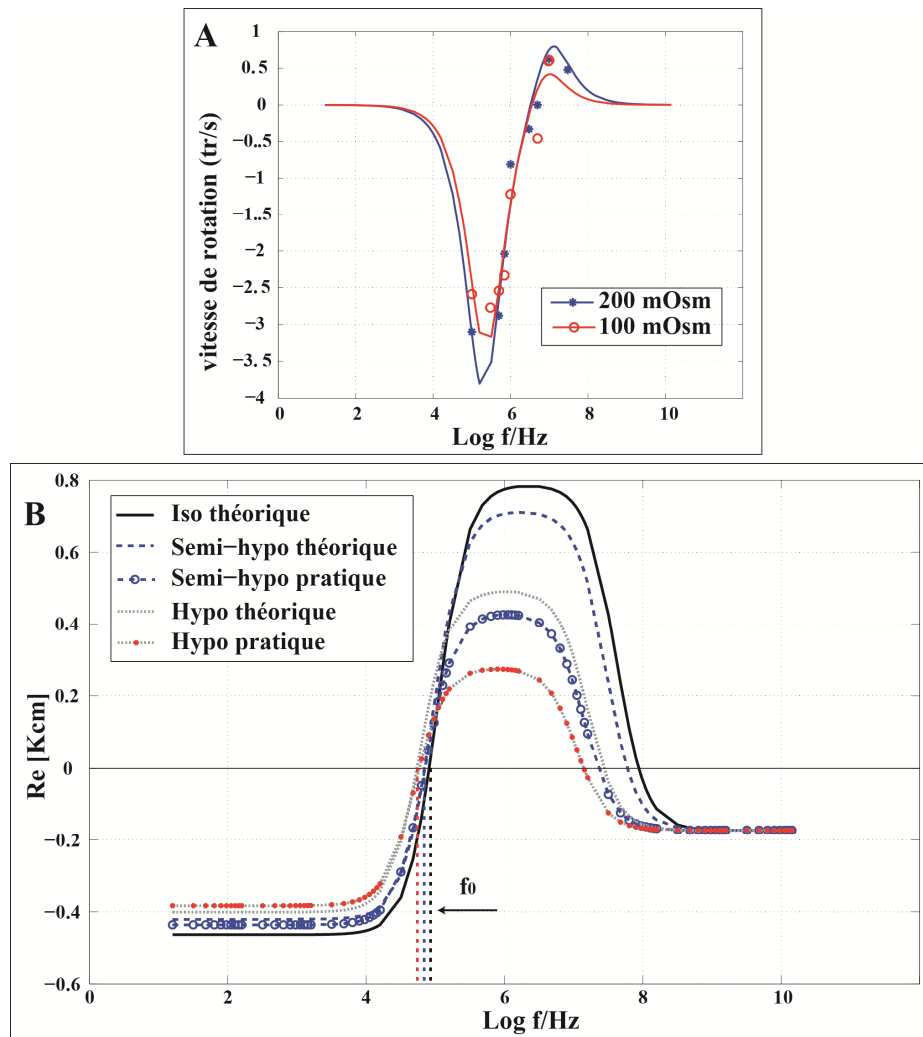 A
1
0.5
0
−0.5
−1
−1.5
−2
−2.5
−3
−3.5
−4
vitesse de rotation (tr/s)
200 mOsm
100 mOsm
0 2 4 6 8 10
Log f/Hz
B
0.8
0.6
0.4
0.2
0
−0.2
−0.4
−0.6
Re [Kcm]
Iso théorique
Semi−hypo théorique
Semi−hypo pratique
Hypo théorique
Hypo pratique
f0
0 2 4 6 8 10
Log f/Hz